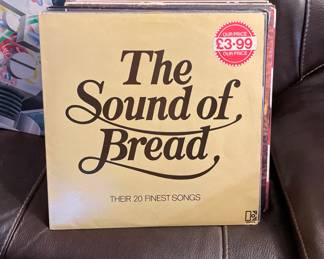 OUR PRICE
£3·99
OUR PRICE
The
Sound of
Bread
THEIR 20 FINEST SONGS